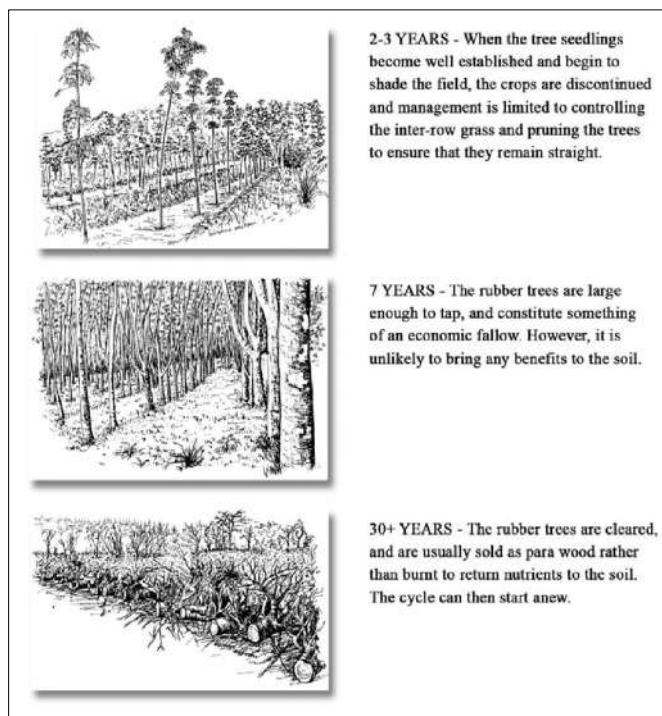 2-3 YEARS - When the tree seedlings
become well established and begin to
shade the field, the crops are discontinued
and management is limited to controlling
the inter-row grass and pruning the trees
to ensure that they remain straight.
7 YEARS - The rubber trees are large
enough to tap, and constitute something
of an economic fallow. However, it is
unlikely to bring any benefits to the soil.
30+ YEARS - The rubber trees are cleared,
and are usually sold as para wood rather
than burnt to return nutrients to the soil.
The cycle can then start anew.